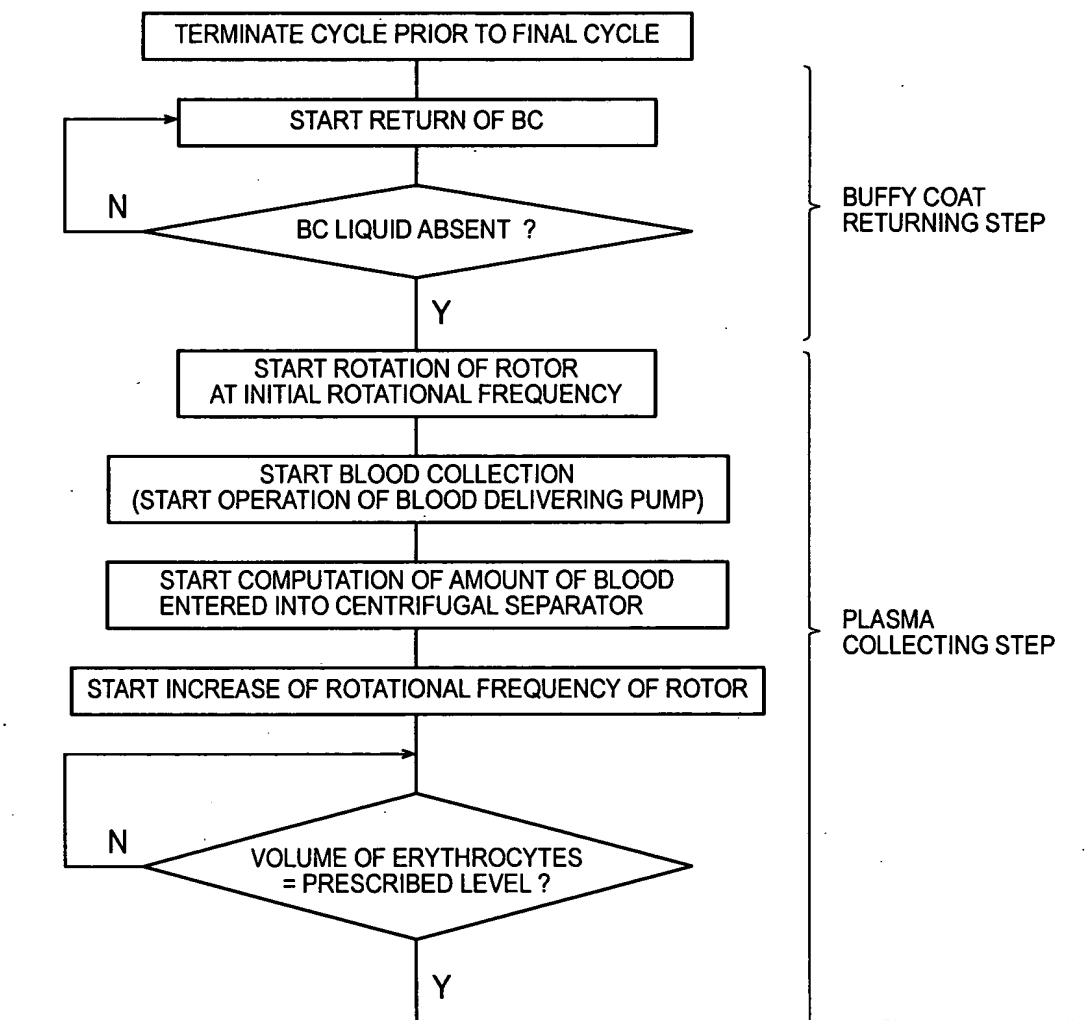 TERMINATE CYCLE PRIOR TO FINAL CYCLE
START RETURN OF BC
N
BC LIQUID ABSENT ?
BUFFY COAT
RETURNING STEP
Y
START ROTATION OF ROTOR
AT INITIAL ROTATIONAL FREQUENCY
START BLOOD COLLECTION
(START OPERATION OF BLOOD DELIVERING PUMP)
START COMPUTATION OF AMOUNT OF BLOOD
ENTERED INTO CENTRIFUGAL SEPARATOR
PLASMA
COLLECTING STEP
START INCREASE OF ROTATIONAL FREQUENCY OF ROTOR
N
VOLUME OF ERYTHROCYTES
= PRESCRIBED LEVEL ?
Y